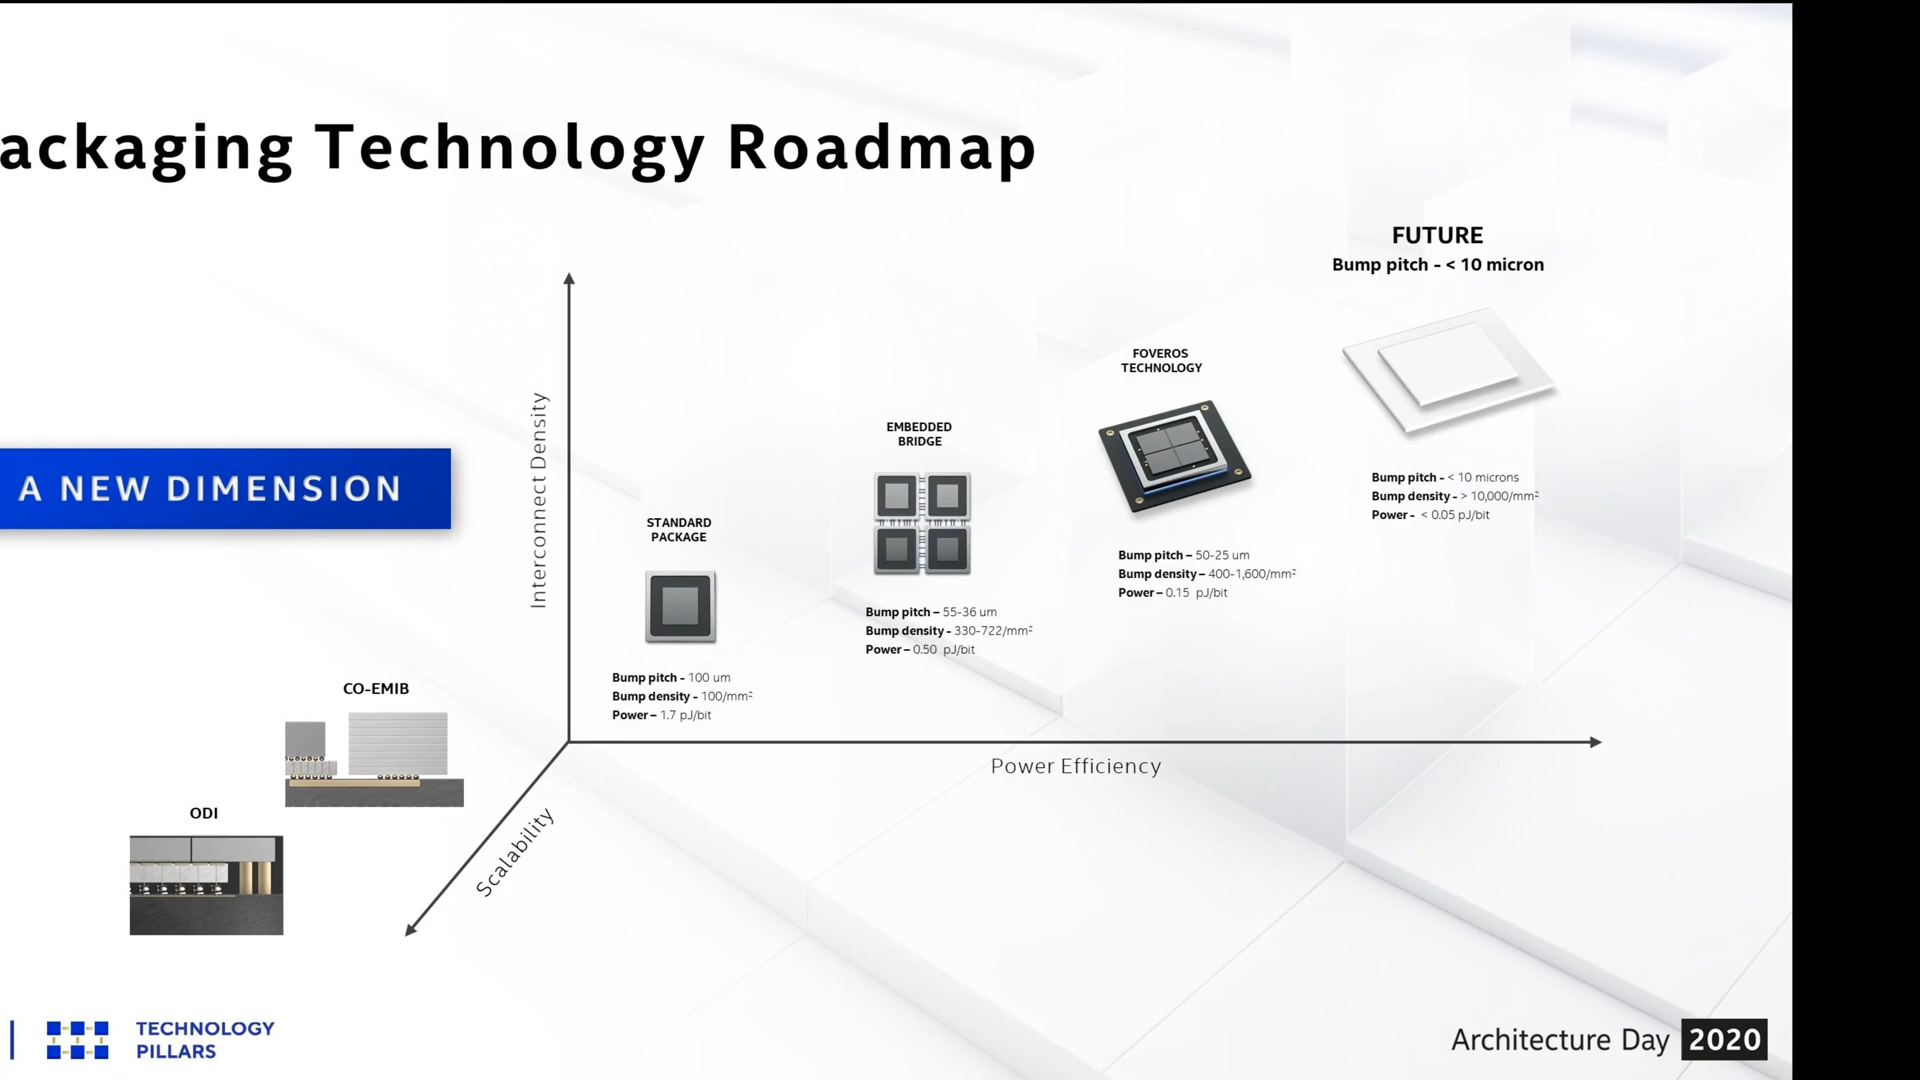 ackaging Technology Roadmap
FUTURE
Bump pitch - < 10 micron
FOVEROS
TECHNOLOGY
EMBEDDED
BRIDGE
Interconnect Density
A NEW DIMENSION
Bump pitch - < 10 microns
Bump density - > 10,000/mm²
Power - < 0.05 pJ/bit
STANDARD
PACKAGE
Bump pitch – 50-25 um
Bump density – 400-1,600/mm²
Power – 0.15 pJ/bit
Bump pitch – 55-36 um
Bump density - 330-722/mm²
Power – 0.50 pJ/bit
Bump pitch - 100 um
Bump density - 100/mm²
Power – 1.7 pJ/bit
CO-EMIB
Power Efficiency
ODI
Scalability
TECHNOLOGY
PILLARS
Architecture Day 2020